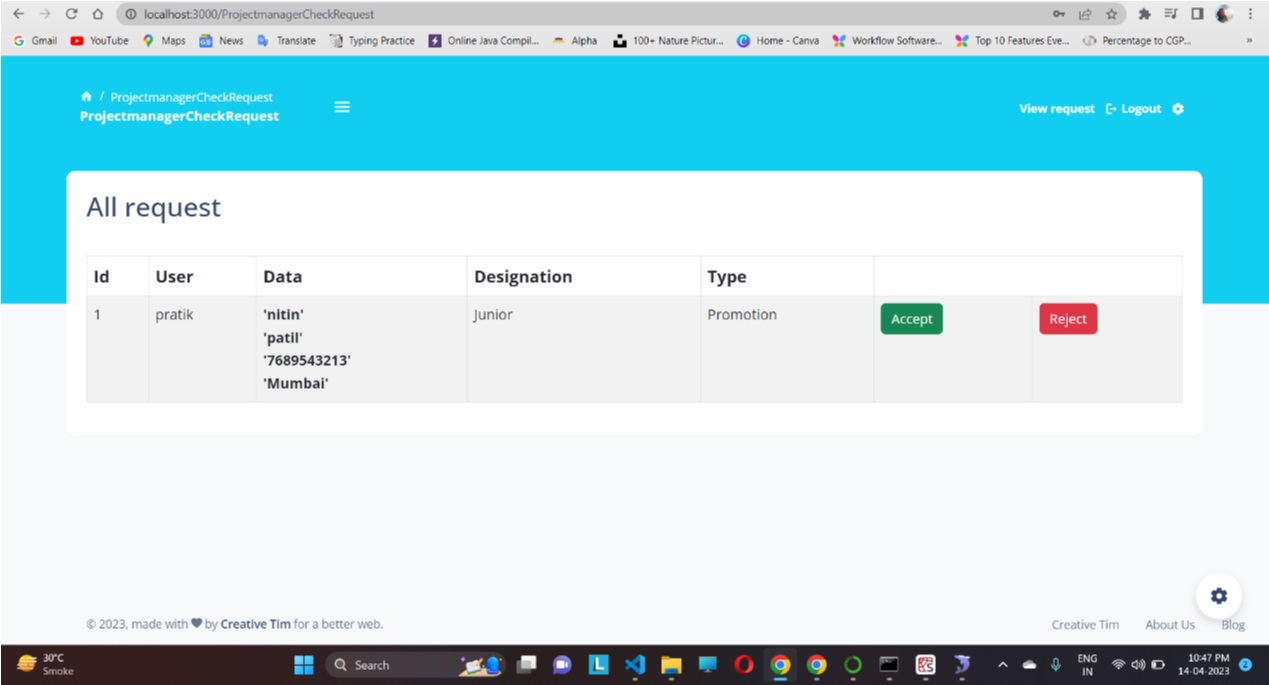 localhost:3000/ProjectmanagerCheckRequest
Gmail YouTube Maps News Translate Typing Practice Online Java Compil... Alpha 100+ Nature Pictur... Home - Canva Workflow Software... Top 10 Features Eve... Percentage to CGP... »
/ ProjectmanagerCheckRequest
ProjectmanagerCheckRequest
View request Logout
All request
Id User Data Designation Type
1 pratik 'nitin' Junior Promotion Accept Reject
'patil'
'7689543213'
'Mumbai'
© 2023, made with by Creative Tim for a better web.
Creative Tim About Us Blog
30°C
Smoke
Search
ENG
IN
10:47 PM
14-04-2023
2